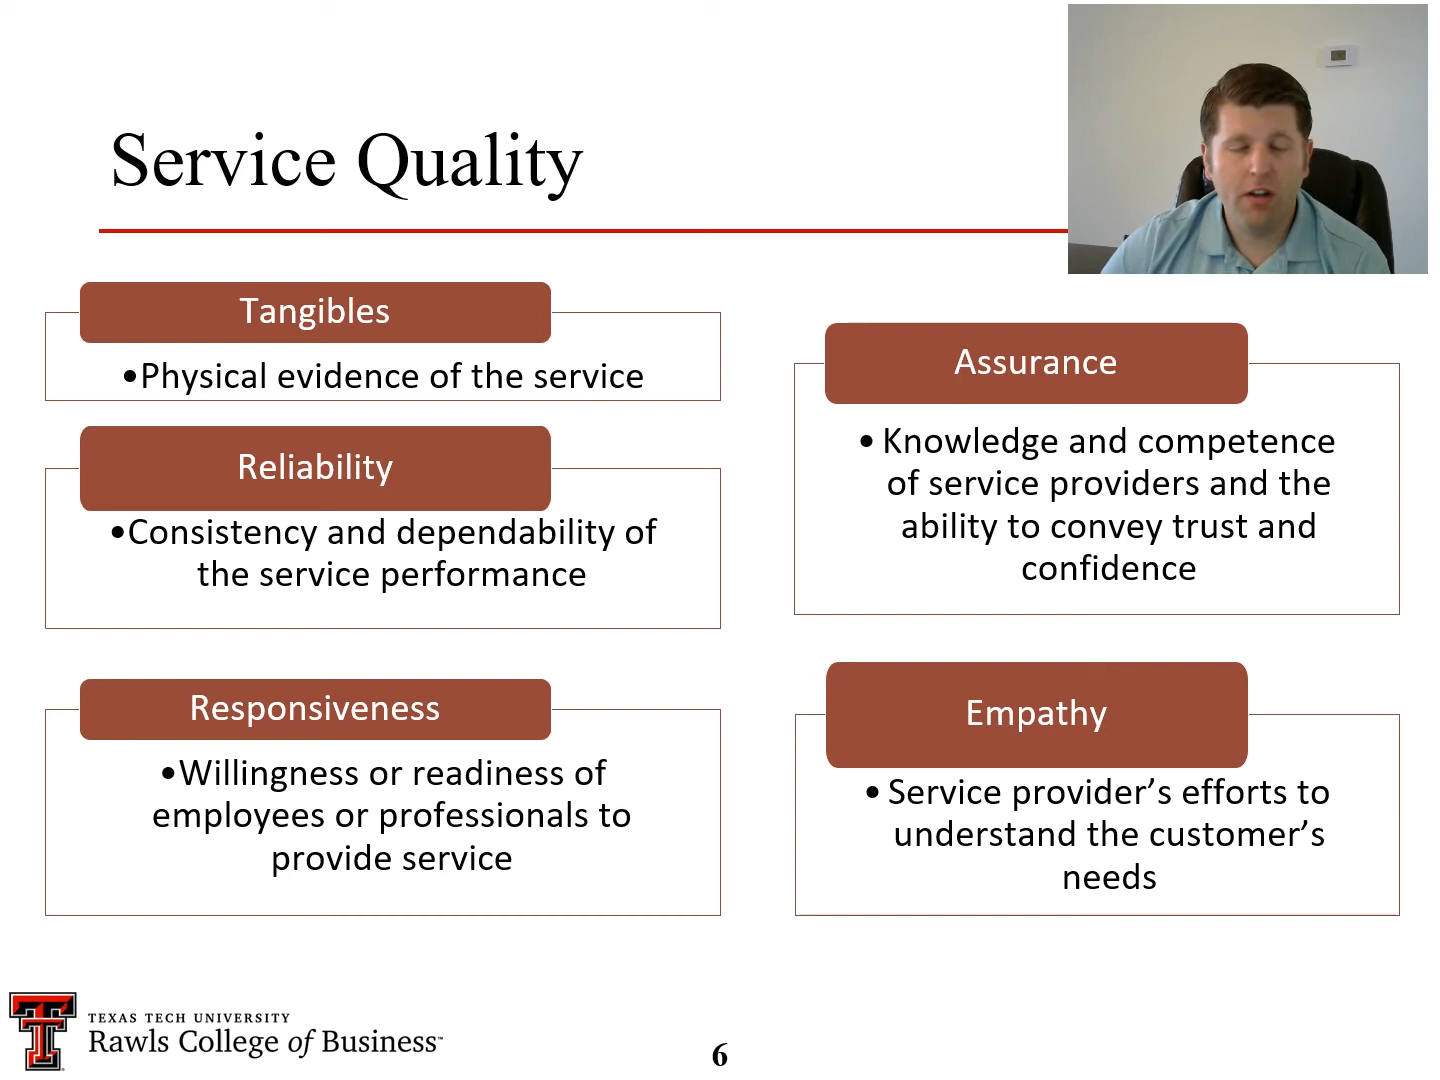 Service Quality
Tangibles
•Physical evidence of the service
Reliability
•Consistency and dependability of
the service performance
Responsiveness
•Willingness or readiness of
employees or professionals to
provide service
Assurance
• Knowledge and competence
of service providers and the
ability to convey trust and
confidence
Empathy
• Service provider’s efforts to
understand the customer’s
needs
TEXAS TECH UNIVERSITY
Rawls College of Business™
6